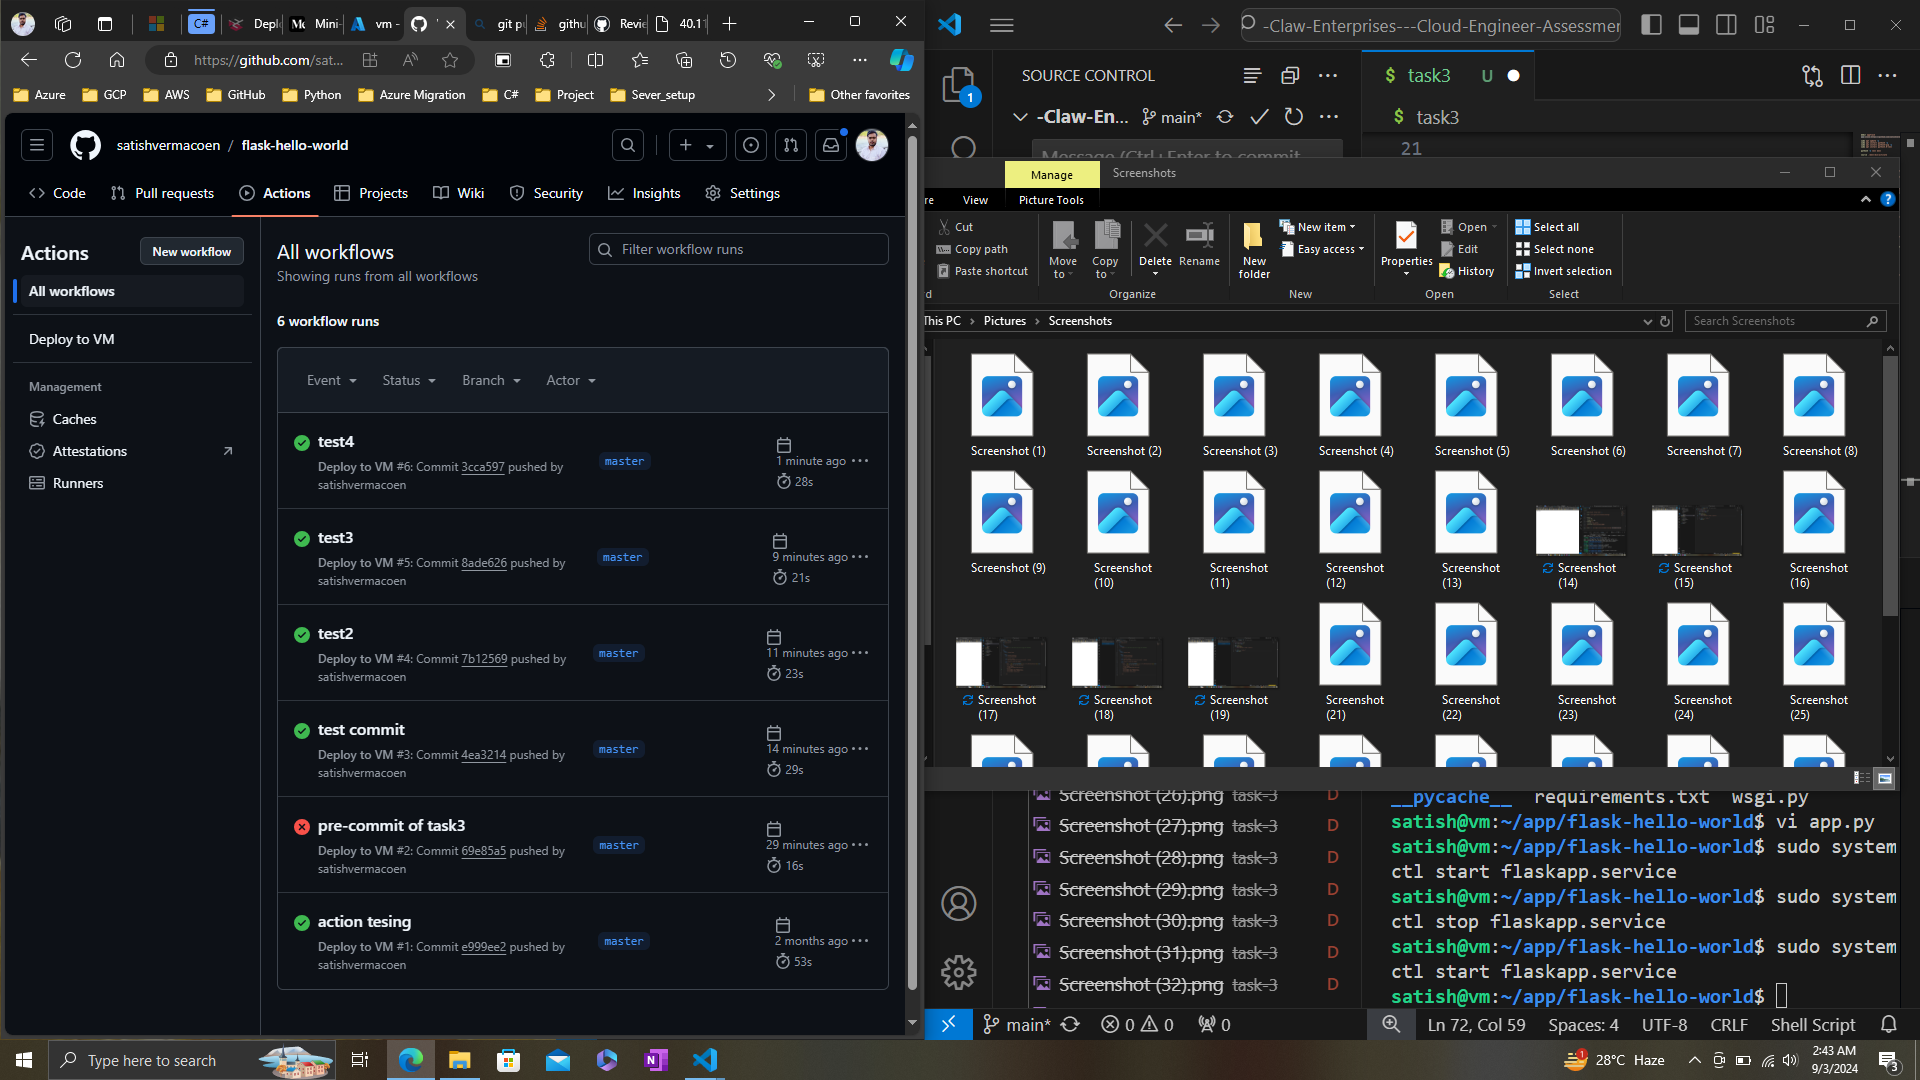 C#
Deplo
Mini-
vm -
git pu
githu
Revie
40.11
https://github.com/sat...
Azure
GCP
AWS
GitHub
Python
Azure Migration
C#
Project
Sever_setup
Other favorites
satishvermacoen / flask-hello-world
Code
Pull requests
Actions
Projects
Wiki
Security
Insights
Settings
Actions
New workflow
All workflows
Deploy to VM
Management
Caches
Attestations
Runners
All workflows
Showing runs from all workflows
Filter workflow runs
6 workflow runs
Event
Status
Branch
Actor
test4
Deploy to VM #6: Commit 3cca597 pushed by
satishvermacoen
master
1 minute ago
28s
test3
Deploy to VM #5: Commit 8ade626 pushed by
satishvermacoen
master
9 minutes ago
21s
test2
Deploy to VM #4: Commit 7b12569 pushed by
satishvermacoen
master
11 minutes ago
23s
test commit
Deploy to VM #3: Commit 4ea3214 pushed by
satishvermacoen
master
14 minutes ago
29s
pre-commit of task3
Deploy to VM #2: Commit 69e85a5 pushed by
satishvermacoen
master
29 minutes ago
16s
action tesing
Deploy to VM #1: Commit e999ee2 pushed by
satishvermacoen
master
2 months ago
53s
-Claw-Enterprises---Cloud-Engineer-Assessmen
SOURCE CONTROL
$ task3 U
-Claw-En... main*
$ task3
Message (Ctrl+Enter to commit
21
Manage
Screenshots
re
View
Picture Tools
Cut
Copy path
Paste shortcut
d
Move to
Copy to
Delete
Rename
Organize
New folder
New item
Easy access
New
Properties
Open
Edit
History
Open
Select all
Select none
Invert selection
Select
This PC > Pictures > Screenshots
Search Screenshots
Screenshot (1)
Screenshot (2)
Screenshot (3)
Screenshot (4)
Screenshot (5)
Screenshot (6)
Screenshot (7)
Screenshot (8)
Screenshot (9)
Screenshot (10)
Screenshot (11)
Screenshot (12)
Screenshot (13)
Screenshot (14)
Screenshot (15)
Screenshot (16)
Screenshot (17)
Screenshot (18)
Screenshot (19)
Screenshot (21)
Screenshot (22)
Screenshot (23)
Screenshot (24)
Screenshot (25)
Screenshot (26).png task-3 D
Screenshot (27).png task-3 D
Screenshot (28).png task-3 D
Screenshot (29).png task-3 D
Screenshot (30).png task-3 D
Screenshot (31).png task-3 D
Screenshot (32).png task-3 D
__pycache__ requirements.txt wsgi.py
satish@vm:~/app/flask-hello-world$ vi app.py
satish@vm:~/app/flask-hello-world$ sudo system
ctl start flaskapp.service
satish@vm:~/app/flask-hello-world$ sudo system
ctl stop flaskapp.service
satish@vm:~/app/flask-hello-world$ sudo system
ctl start flaskapp.service
satish@vm:~/app/flask-hello-world$
main*
0
0
0
Ln 72, Col 59
Spaces: 4
UTF-8
CRLF
Shell Script
Type here to search
28°C Haze
2:43 AM
9/3/2024
3